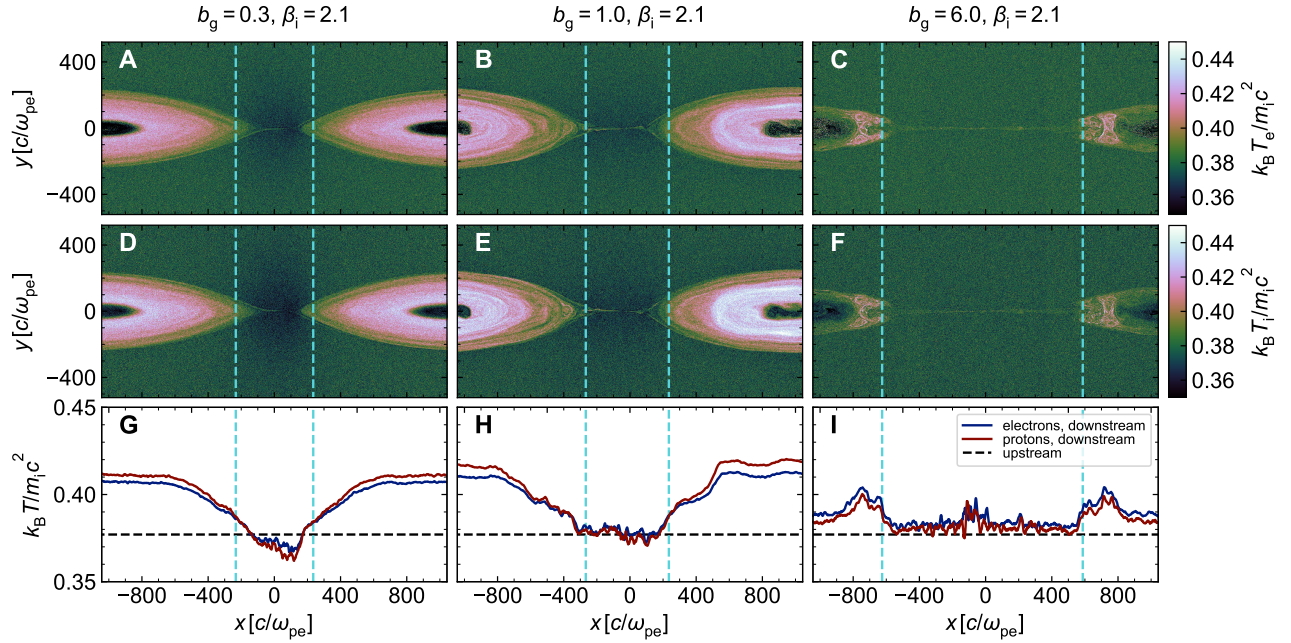 b_g = 0.3, β_i = 2.1
b_g = 1.0, β_i = 2.1
b_g = 6.0, β_i = 2.1
A
B
C
400
0
−400
y [c/ω_pe]
0.44
0.42
0.40
0.38
0.36
k_B T_e/m_i c^2
D
E
F
400
0
−400
y [c/ω_pe]
0.44
0.42
0.40
0.38
0.36
k_B T_i/m_i c^2
G
H
I
0.45
0.40
0.35
k_B T/m_i c^2
electrons, downstream
protons, downstream
upstream
−800 −400 0 400 800
−800 −400 0 400 800
−800 −400 0 400 800
x [c/ω_pe]
x [c/ω_pe]
x [c/ω_pe]